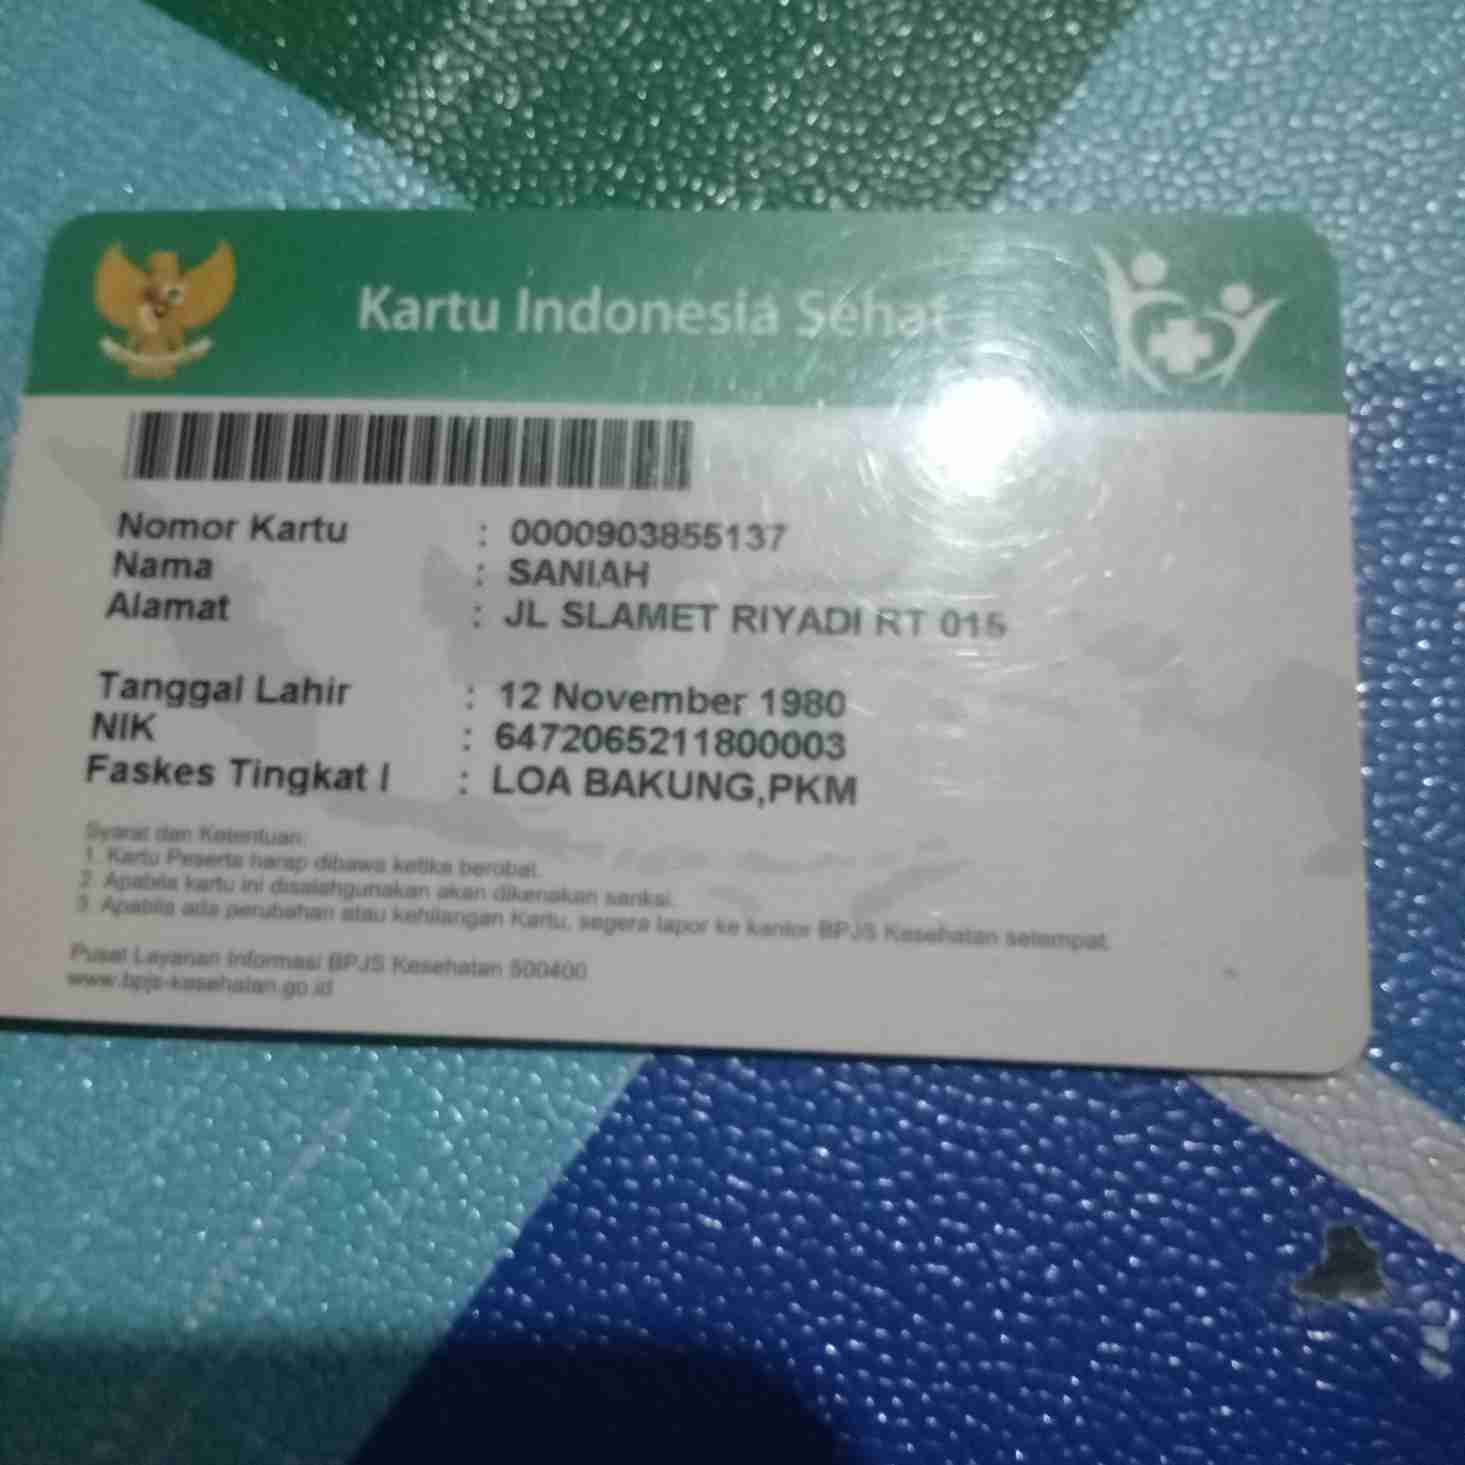 Kartu Indonesia Sehat
Nomor Kartu : 0000903855137
Nama : SANIAH
Alamat : JL SLAMET RIYADI RT 015
Tanggal Lahir : 12 November 1980
NIK : 6472065211800003
Faskes Tingkat I : LOA BAKUNG,PKM
Syarat dan Ketentuan:
1. Kartu Peserta harap dibawa ketika berobat.
2. Apabila kartu ini disalahgunakan akan dikenakan sanksi.
3. Apabila ada perubahan atau kehilangan Kartu, segera lapor ke kantor BPJS Kesehatan setempat.
Pusat Layanan Informasi BPJS Kesehatan 500400
www.bpjs-kesehatan.go.id